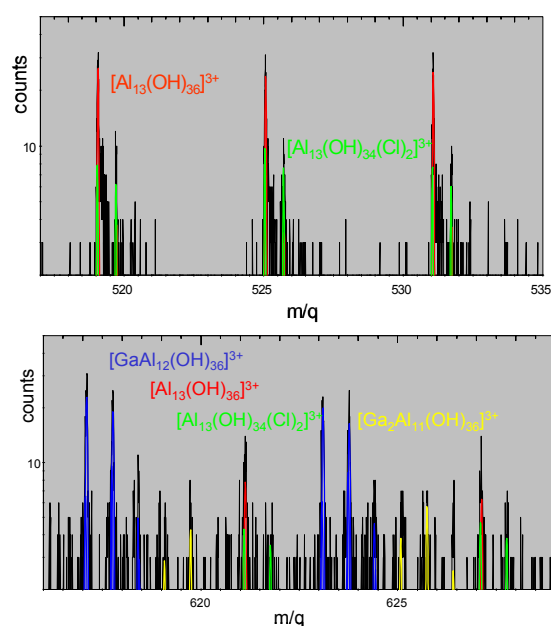 counts
[Al13(OH)36]3+
[Al13(OH)34(Cl)2]3+
10
520 525 530 535
m/q
counts
[GaAl12(OH)36]3+
[Al13(OH)36]3+
[Al13(OH)34(Cl)2]3+ [Ga2Al11(OH)36]3+
10
620 625
m/q